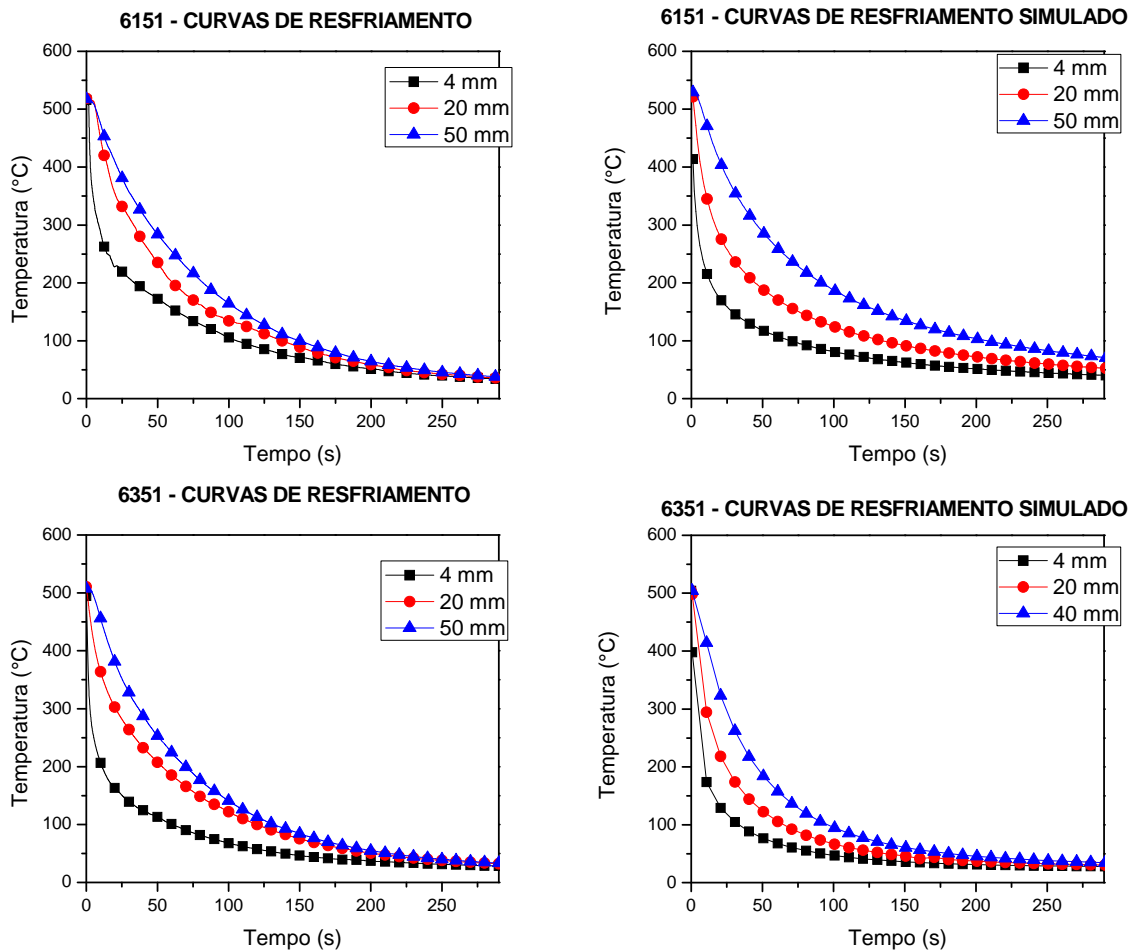 6151 - CURVAS DE RESFRIAMENTO
600
500
400
300
200
100
0
Temperatura (°C)
4 mm
20 mm
50 mm
0 50 100 150 200 250
Tempo (s)
6151 - CURVAS DE RESFRIAMENTO SIMULADO
600
500
400
300
200
100
0
Temperatura (°C)
4 mm
20 mm
50 mm
0 50 100 150 200 250
Tempo (s)
6351 - CURVAS DE RESFRIAMENTO
600
500
400
300
200
100
0
Temperatura (°C)
4 mm
20 mm
50 mm
0 50 100 150 200 250
Tempo (s)
6351 - CURVAS DE RESFRIAMENTO SIMULADO
600
500
400
300
200
100
0
Temperatura (°C)
4 mm
20 mm
40 mm
0 50 100 150 200 250
Tempo (s)